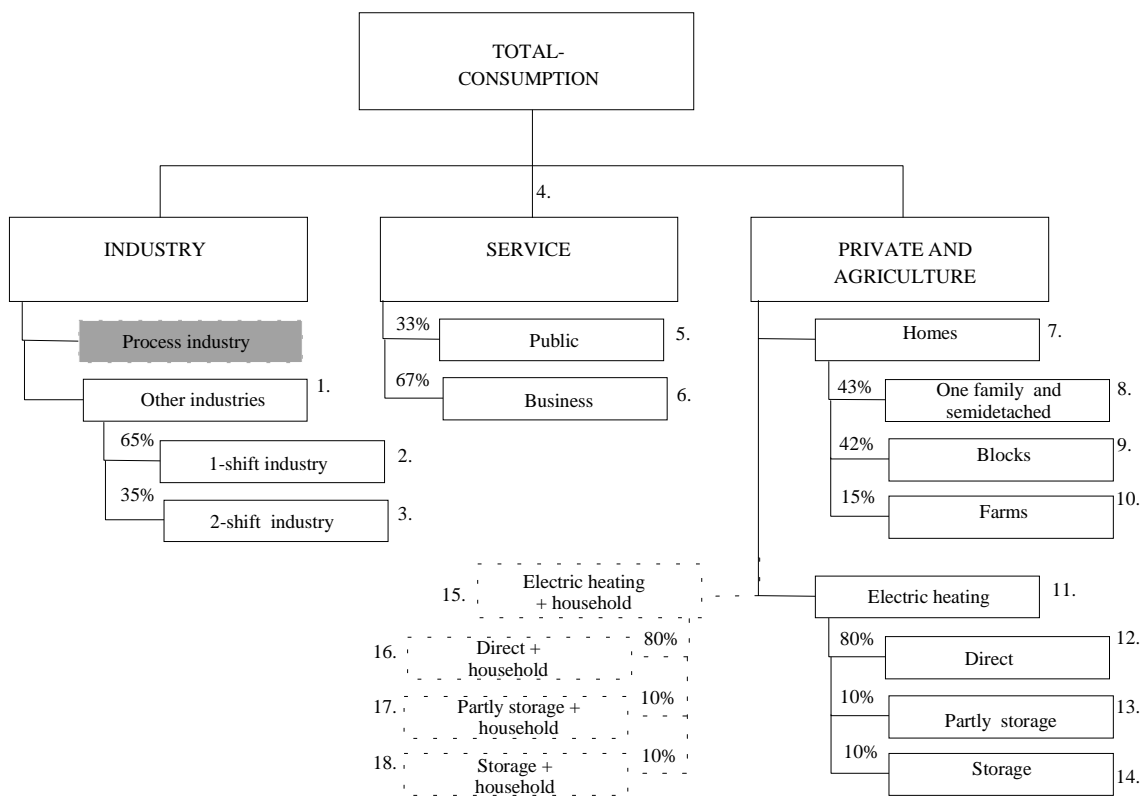 TOTAL-
CONSUMPTION
4.
INDUSTRY
SERVICE
PRIVATE AND
AGRICULTURE
Process industry
1.
Other industries
65%
1-shift industry
2.
35%
2-shift industry
3.
33%
Public
5.
67%
Business
6.
Homes
7.
43%
One family and
semidetached
8.
42%
Blocks
9.
15%
Farms
10.
Electric heating
11.
80%
Direct
12.
10%
Partly storage
13.
10%
Storage
14.
15.
Electric heating
+ household
16.
Direct +
household
80%
17.
Partly storage +
household
10%
18.
Storage +
household
10%